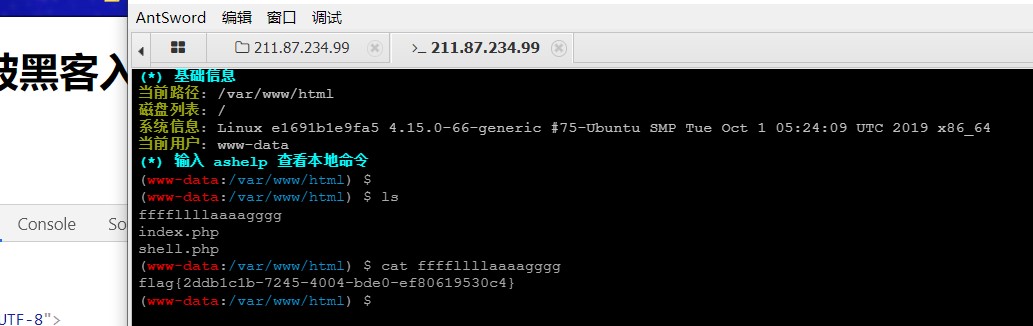 AntSword 编辑 窗口 调试
211.87.234.99 >_ 211.87.234.99
被黑客入
(*) 基础信息
当前路径: /var/www/html
磁盘列表: /
系统信息: Linux e1691b1e9fa5 4.15.0-66-generic #75-Ubuntu SMP Tue Oct 1 05:24:09 UTC 2019 x86_64
当前用户: www-data
(*) 输入 ashelp 查看本地命令
(www-data:/var/www/html) $
(www-data:/var/www/html) $ ls
fffffllllaaaagggg
index.php
shell.php
(www-data:/var/www/html) $ cat fffffllllaaaagggg
flag{2ddb1c1b-7245-4004-bde0-ef80619530c4}
(www-data:/var/www/html) $
Console So
UTF-8">